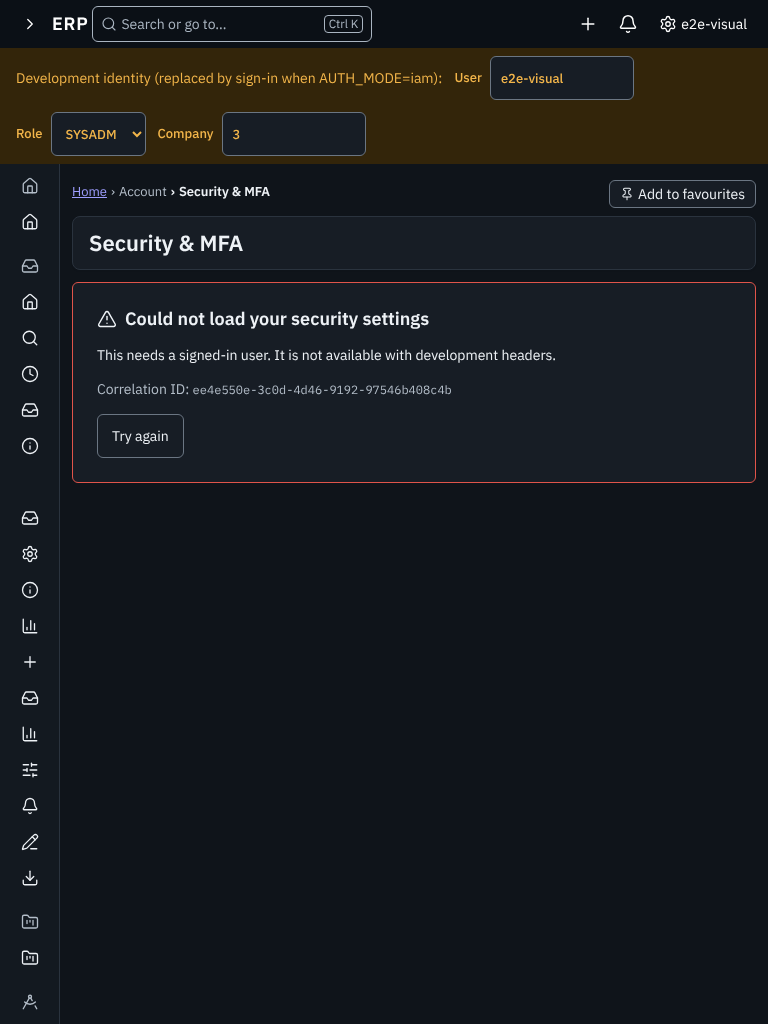 ERP
Search or go to...
Ctrl K
e2e-visual
Development identity (replaced by sign-in when AUTH_MODE=iam):
User
e2e-visual
Role
SYSADM
Company
3
Home › Account › Security & MFA
Add to favourites
Security & MFA
Could not load your security settings
This needs a signed-in user. It is not available with development headers.
Correlation ID: ee4e550e-3c0d-4d46-9192-97546b408c4b
Try again